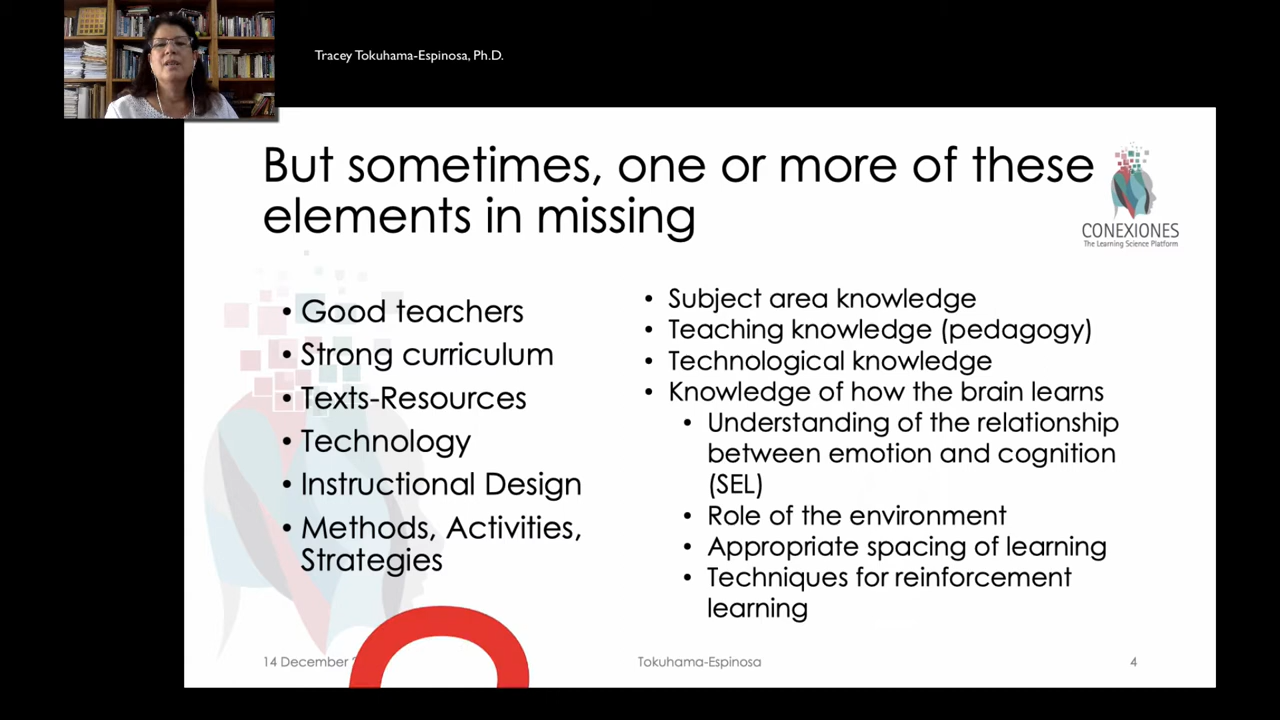 Tracey Tokuhama-Espinosa, Ph.D.
But sometimes, one or more of these
elements in missing
CONEXIONES
The Learning Science Platform
• Good teachers
• Strong curriculum
• Texts-Resources
• Technology
• Instructional Design
• Methods, Activities,
Strategies
• Subject area knowledge
• Teaching knowledge (pedagogy)
• Technological knowledge
• Knowledge of how the brain learns
• Understanding of the relationship
between emotion and cognition
(SEL)
• Role of the environment
• Appropriate spacing of learning
• Techniques for reinforcement
learning
14 December
Tokuhama-Espinosa
4